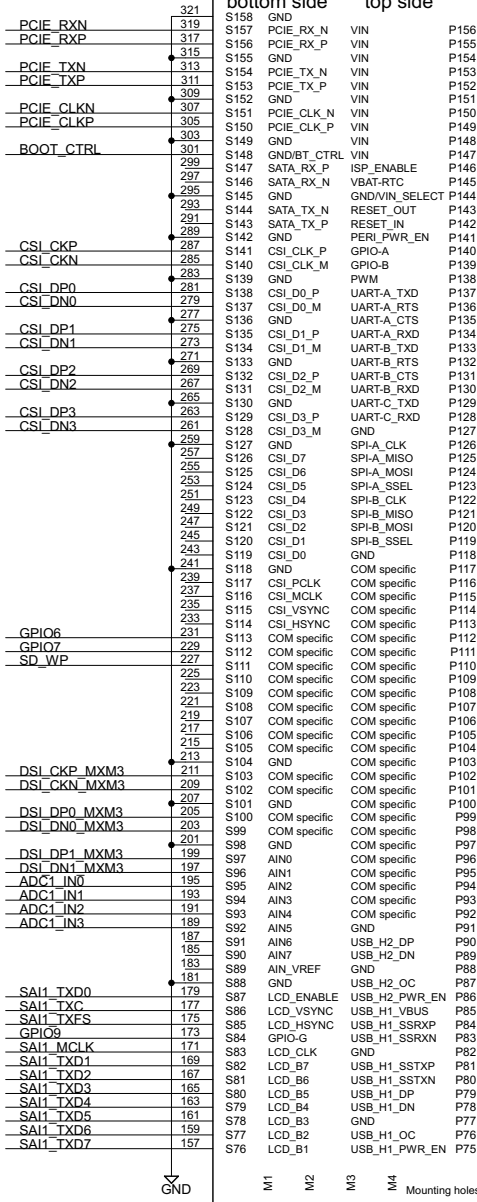 bottom side top side
321
PCIE_RXN 319
PCIE_RXP 317
315
PCIE_TXN 313
PCIE_TXP 311
309
PCIE_CLKN 307
PCIE_CLKP 305
303
BOOT_CTRL 301
299
297
295
293
291
289
CSI_CKP 287
CSI_CKN 285
283
CSI_DP0 281
CSI_DN0 279
277
CSI_DP1 275
CSI_DN1 273
271
CSI_DP2 269
CSI_DN2 267
265
CSI_DP3 263
CSI_DN3 261
259
257
255
253
251
249
247
245
243
241
239
237
235
233
GPIO6 231
GPIO7 229
SD_WP 227
225
223
221
219
217
215
213
DSI_CKP_MXM3 211
DSI_CKN_MXM3 209
207
DSI_DP0_MXM3 205
DSI_DN0_MXM3 203
201
DSI_DP1_MXM3 199
DSI_DN1_MXM3 197
ADC1_IN0 195
ADC1_IN1 193
ADC1_IN2 191
ADC1_IN3 189
187
185
183
181
SAI1_TXD0 179
SAI1_TXC 177
SAI1_TXFS 175
GPIO9 173
SAI1_MCLK 171
SAI1_TXD1 169
SAI1_TXD2 167
SAI1_TXD3 165
SAI1_TXD4 163
SAI1_TXD5 161
SAI1_TXD6 159
SAI1_TXD7 157
GND
S158 GND
S157 PCIE_RX_N VIN P156
S156 PCIE_RX_P VIN P155
S155 GND VIN P154
S154 PCIE_TX_N VIN P153
S153 PCIE_TX_P VIN P152
S152 GND VIN P151
S151 PCIE_CLK_N VIN P150
S150 PCIE_CLK_P VIN P149
S149 GND VIN P148
S148 GND/BT_CTRL VIN P147
S147 SATA_RX_P ISP_ENABLE P146
S146 SATA_RX_N VBAT-RTC P145
S145 GND GND/VIN_SELECT P144
S144 SATA_TX_N RESET_OUT P143
S143 SATA_TX_P RESET_IN P142
S142 GND PERI_PWR_EN P141
S141 CSI_CLK_P GPIO-A P140
S140 CSI_CLK_M GPIO-B P139
S139 GND PWM P138
S138 CSI_D0_P UART-A_TXD P137
S137 CSI_D0_M UART-A_RTS P136
S136 GND UART-A_CTS P135
S135 CSI_D1_P UART-A_RXD P134
S134 CSI_D1_M UART-B_TXD P133
S133 GND UART-B_RTS P132
S132 CSI_D2_P UART-B_CTS P131
S131 CSI_D2_M UART-B_RXD P130
S130 GND UART-C_TXD P129
S129 CSI_D3_P UART-C_RXD P128
S128 CSI_D3_M GND P127
S127 GND SPI-A_CLK P126
S126 CSI_D7 SPI-A_MISO P125
S125 CSI_D6 SPI-A_MOSI P124
S124 CSI_D5 SPI-A_SSEL P123
S123 CSI_D4 SPI-B_CLK P122
S122 CSI_D3 SPI-B_MISO P121
S121 CSI_D2 SPI-B_MOSI P120
S120 CSI_D1 SPI-B_SSEL P119
S119 CSI_D0 GND P118
S118 GND COM specific P117
S117 CSI_PCLK COM specific P116
S116 CSI_MCLK COM specific P115
S115 CSI_VSYNC COM specific P114
S114 CSI_HSYNC COM specific P113
S113 COM specific COM specific P112
S112 COM specific COM specific P111
S111 COM specific COM specific P110
S110 COM specific COM specific P109
S109 COM specific COM specific P108
S108 COM specific COM specific P107
S107 COM specific COM specific P106
S106 COM specific COM specific P105
S105 COM specific COM specific P104
S104 GND COM specific P103
S103 COM specific COM specific P102
S102 COM specific COM specific P101
S101 GND COM specific P100
S100 COM specific COM specific P99
S99 COM specific COM specific P98
S98 GND COM specific P97
S97 AIN0 COM specific P96
S96 AIN1 COM specific P95
S95 AIN2 COM specific P94
S94 AIN3 COM specific P93
S93 AIN4 COM specific P92
S92 AIN5 GND P91
S91 AIN6 USB_H2_DP P90
S90 AIN7 USB_H2_DN P89
S89 AIN_VREF GND P88
S88 GND USB_H2_OC P87
S87 LCD_ENABLE USB_H2_PWR_EN P86
S86 LCD_VSYNC USB_H1_VBUS P85
S85 LCD_HSYNC USB_H1_SSRXP P84
S84 GPIO-G USB_H1_SSRXN P83
S83 LCD_CLK GND P82
S82 LCD_B7 USB_H1_SSTXP P81
S81 LCD_B6 USB_H1_SSTXN P80
S80 LCD_B5 USB_H1_DP P79
S79 LCD_B4 USB_H1_DN P78
S78 LCD_B3 GND P77
S77 LCD_B2 USB_H1_OC P76
S76 LCD_B1 USB_H1_PWR_EN P75
M1 M2 M3 M4 Mounting holes